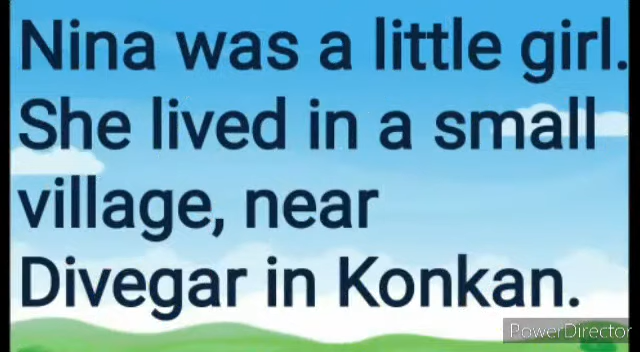 Nina was a little girl.
She lived in a small
village, near
Divegar in Konkan.
PowerDirector